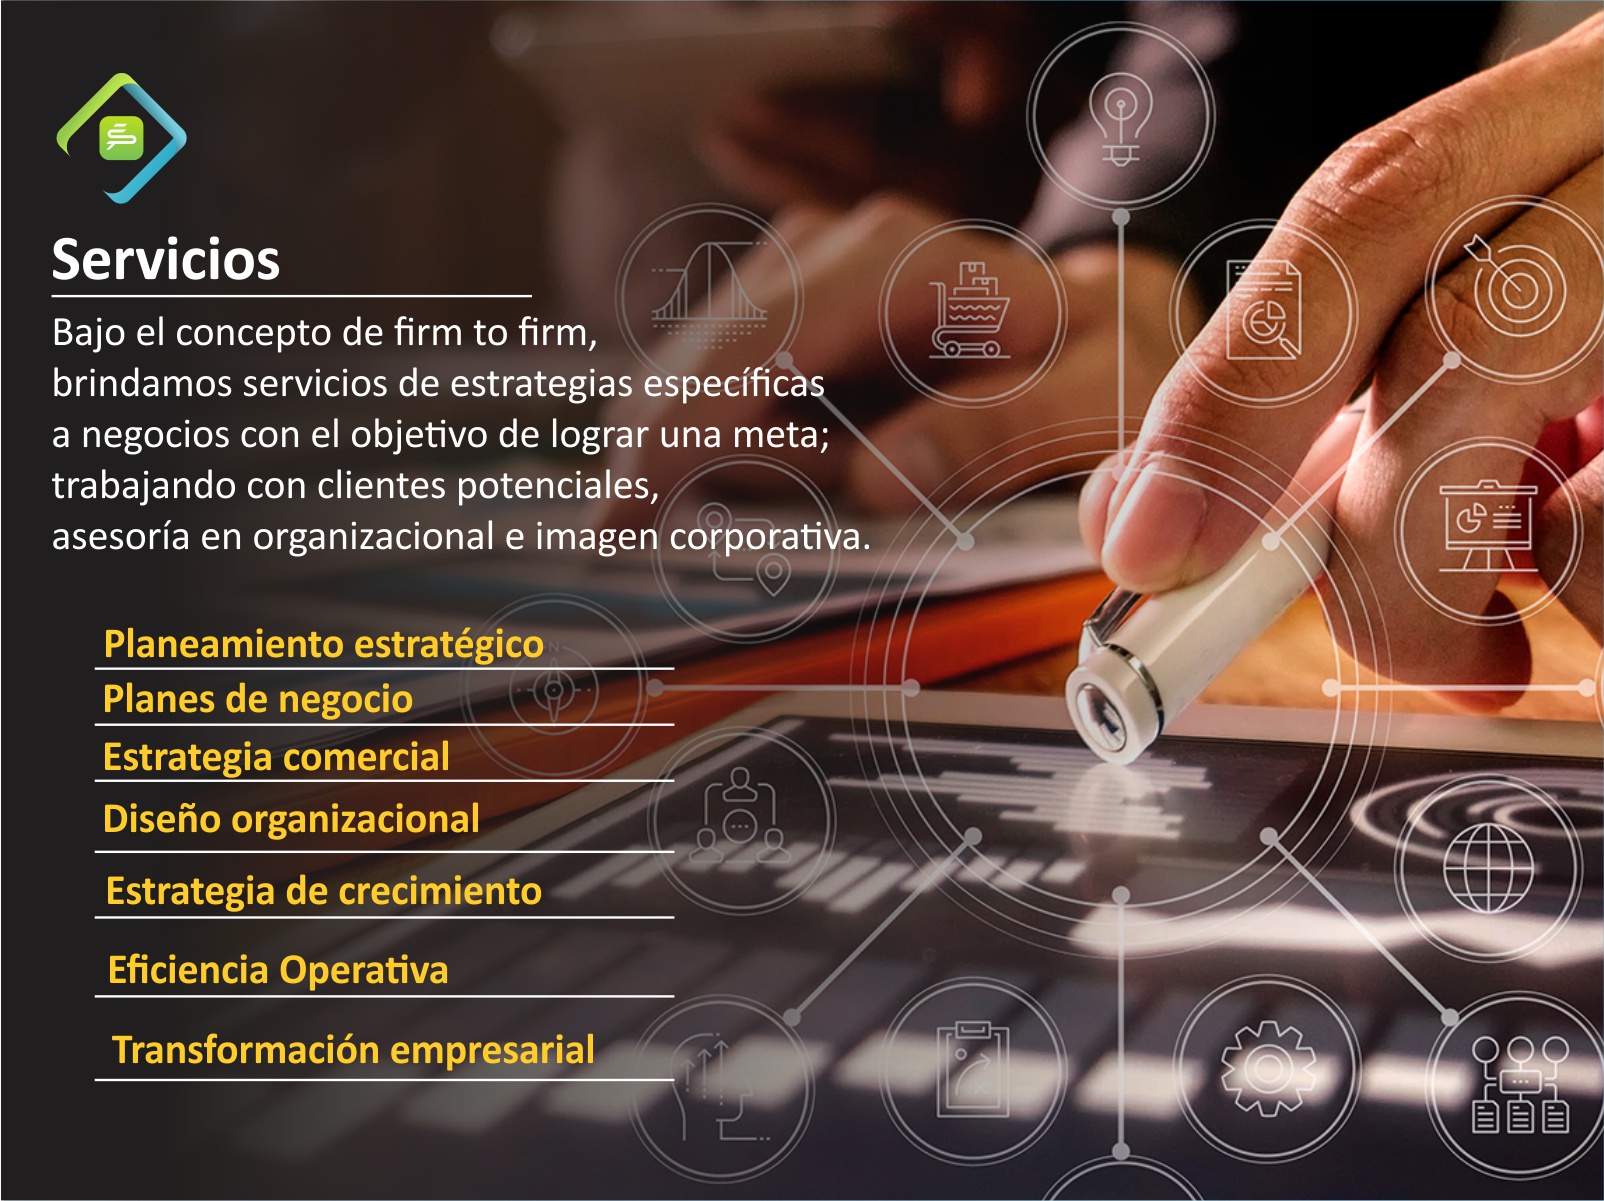 Servicios
Bajo el concepto de firm to firm,
brindamos servicios de estrategias específicas
a negocios con el objetivo de lograr una meta;
trabajando con clientes potenciales,
asesoría en organizacional e imagen corporativa.
Planeamiento estratégico
Planes de negocio
Estrategia comercial
Diseño organizacional
Estrategia de crecimiento
Eficiencia Operativa
Transformación empresarial